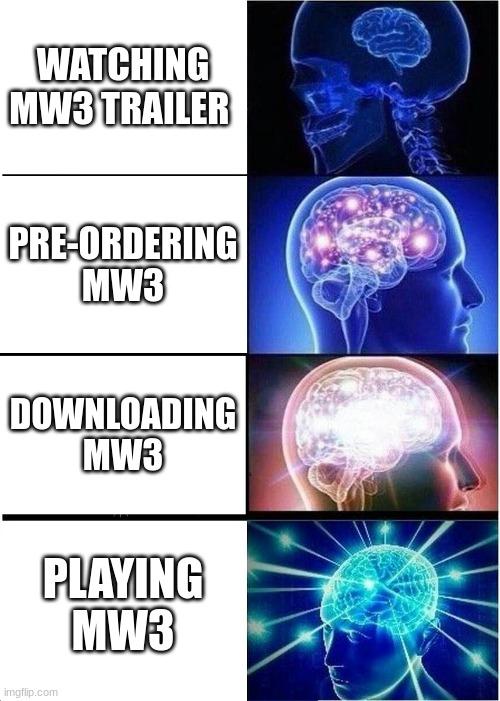 WATCHING
MW3 TRAILER
PRE-ORDERING
MW3
DOWNLOADING
MW3
PLAYING
MW3
imgflip.com